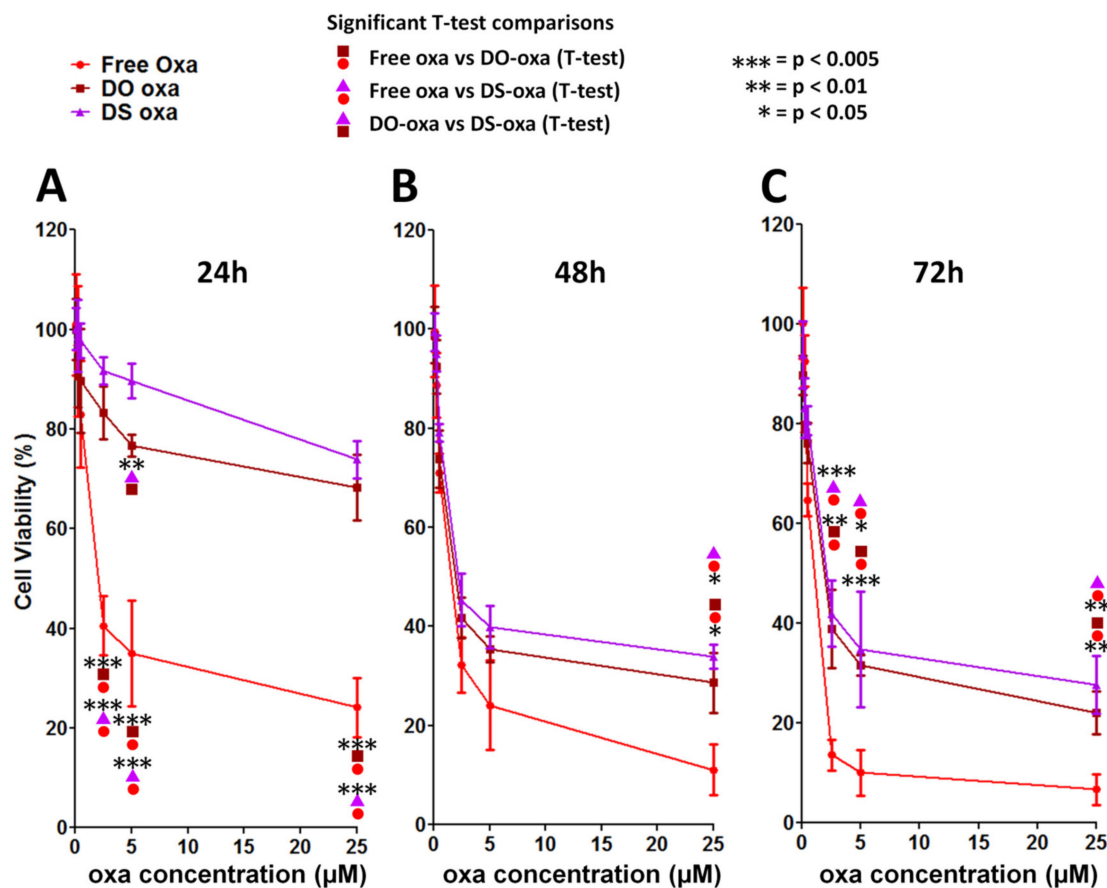 Significant T-test comparisons
Free Oxa
DO oxa
DS oxa
Free oxa vs DO-oxa (T-test)
Free oxa vs DS-oxa (T-test)
DO-oxa vs DS-oxa (T-test)
*** = p < 0.005
** = p < 0.01
* = p < 0.05
A
24h
Cell Viability (%)
120
100
80
60
40
20
0
**
***
***
***
***
***
***
0 5 10 15 20 25
oxa concentration (µM)
B
48h
120
100
80
60
40
20
0
*
*
0 5 10 15 20 25
oxa concentration (µM)
C
72h
120
100
80
60
40
20
0
***
**
*
***
**
**
0 5 10 15 20 25
oxa concentration (µM)